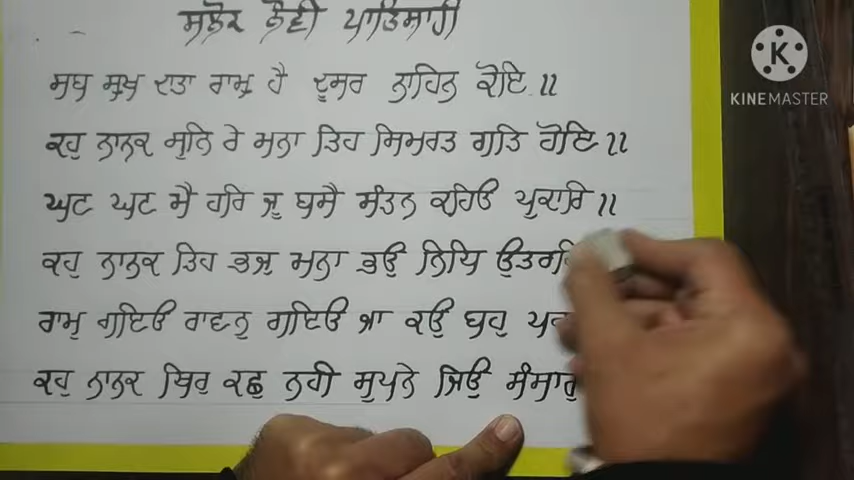 ਸਲੋਕ ਨੌਵੀ ਪਾਤਿਸਾਹੀ
ਸੁਖ ਦਾਤਾ ਰਾਮੁ ਹੈ ਦੂਸਰ ਨਾਹਿਨ ਕੋਇ ॥
ਕਹੁ ਨਾਨਕ ਸੁਨਿ ਰੇ ਮਨਾ ਤਿਹ ਸਿਮਰਤ ਗਤਿ ਹੋਇ ॥
ਘਟ ਘਟ ਮੈ ਹਰਿ ਜੂ ਬਸੈ ਸੰਤਨ ਕਹਿਓ ਪੁਕਾਰਿ ॥
ਕਹੁ ਨਾਨਕ ਤਿਹ ਭਜੁ ਮਨਾ ਭਉ ਨਿਧਿ
ਰਾਮੁ ਗਇਓ ਰਾਵਨੁ ਗਇਓ ਜਾ ਕਉ ਬਹੁ
ਕਹੁ ਨਾਨਕ ਥਿਰੁ ਕਛੁ ਨਹੀ ਸੁਪਨੇ ਜਿਉ ਸੰਸਾਰੁ
KINEMASTER